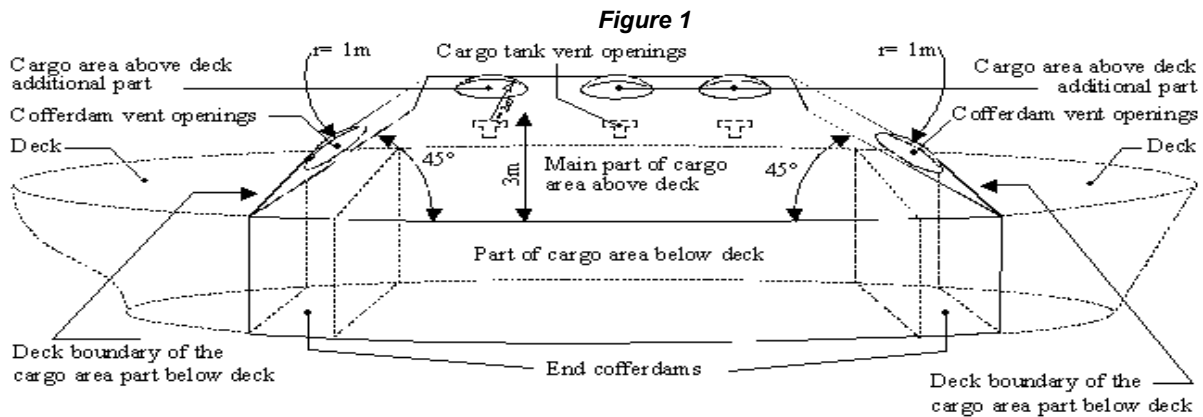 Figure 1
r= 1m
Cargo tank vent openings
r= 1m
Cargo area above deck
additional part
Cargo area above deck
additional part
Cofferdam vent openings
Cofferdam vent openings
Deck
Deck
45°
3m
Main part of cargo
area above deck
45°
Part of cargo area below deck
Deck boundary of the
cargo area part below deck
End cofferdams
Deck boundary of the
cargo area part below deck